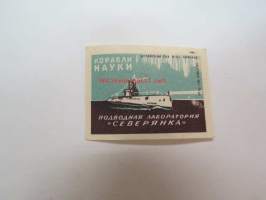 КОРАБЛИ
НАУКИ
ПОДВОДНАЯ ЛАБОРАТОРИЯ
"СЕВЕРЯНКА"